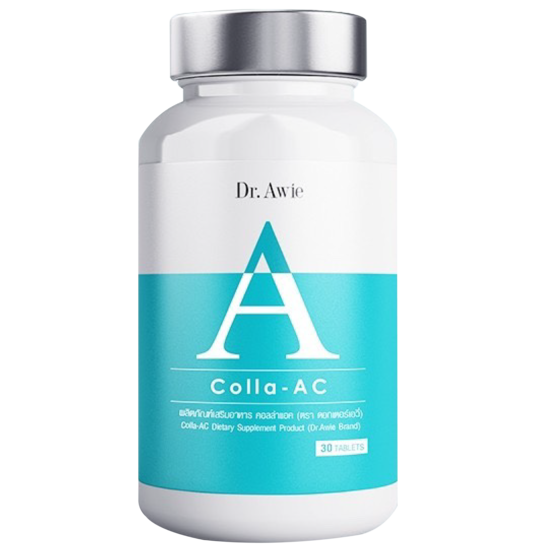 Dr. Awie
A
Colla-AC
ผลิตภัณฑ์เสริมอาหาร คอลล่าแอค (ตรา ดอกเตอร์เอวี่)
Colla-AC Dietary Supplement Product (Dr.Awie Brand)
30 TABLETS